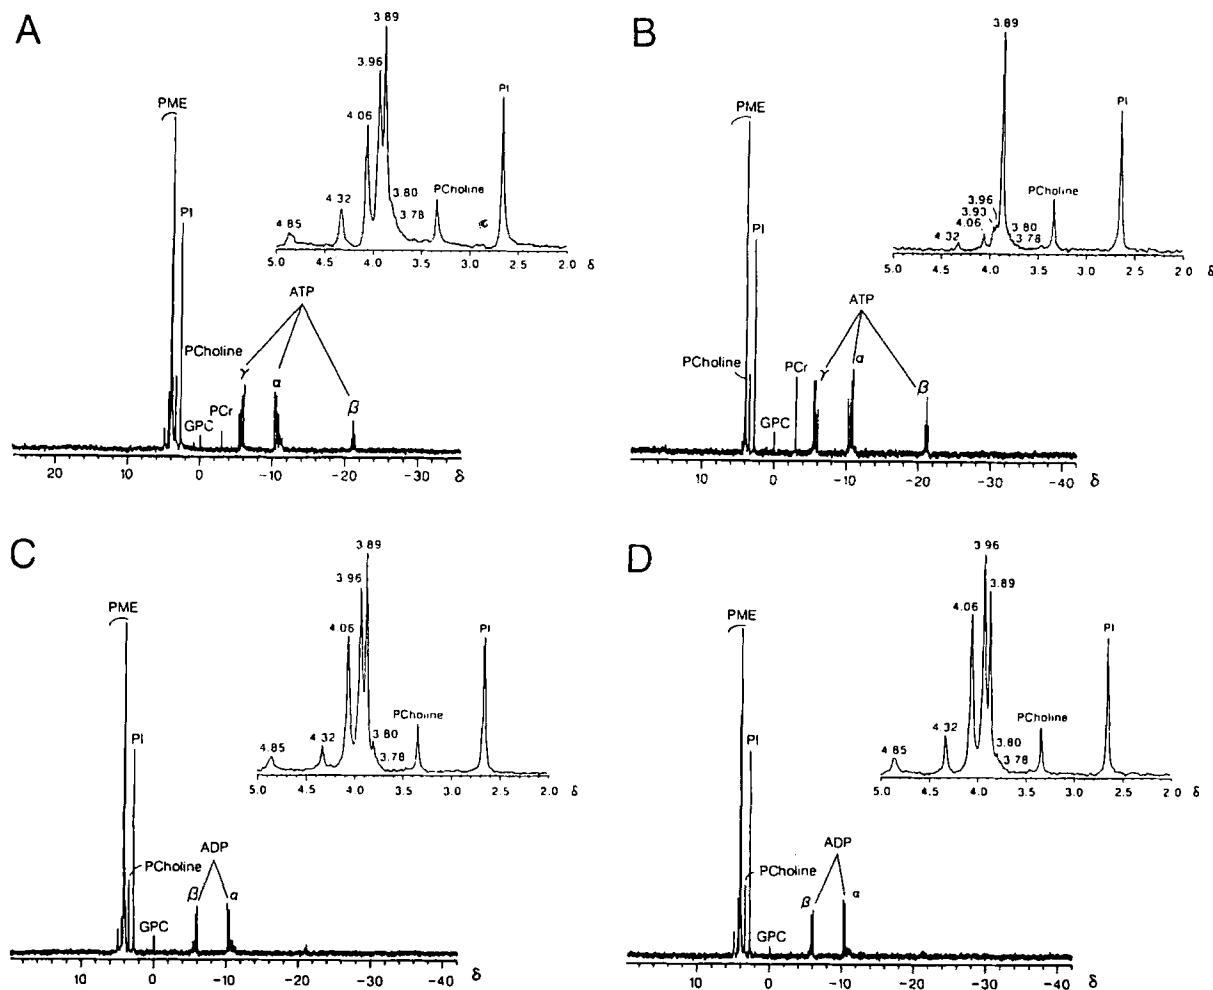 A
PME
PI
PCholine
GPC
PCr
ATP
γ
α
β
20 10 0 -10 -20 -30 δ
3 89
3.96
4 06
4 32
4.85
3.80
3.78
PCholine
PI
5.0 4.5 4.0 3.5 3.0 2.5 2.0 δ
B
PME
PI
PCholine
GPC
PCr
ATP
γ
α
β
10 0 -10 -20 -30 -40 δ
3.89
3.96
3.93
4.06
4.32
3 80
3.78
PCholine
PI
5.0 4.5 4.0 3.5 3.0 2.5 2.0 δ
C
PME
PI
PCholine
GPC
ADP
β
α
10 0 -10 -20 -30 -40 δ
3 89
3 96
4.06
4 32
4.85
3 80
3.78
PCholine
PI
5.0 4.5 4.0 3.5 3.0 2.5 2.0 δ
D
PME
PI
PCholine
GPC
ADP
β
α
10 0 -10 -20 -30 -40 δ
3 96
3 89
4.06
4 32
4 85
3.80
3 78
PCholine
PI
5.0 4.5 4.0 3.5 3.0 2.5 2.0 δ